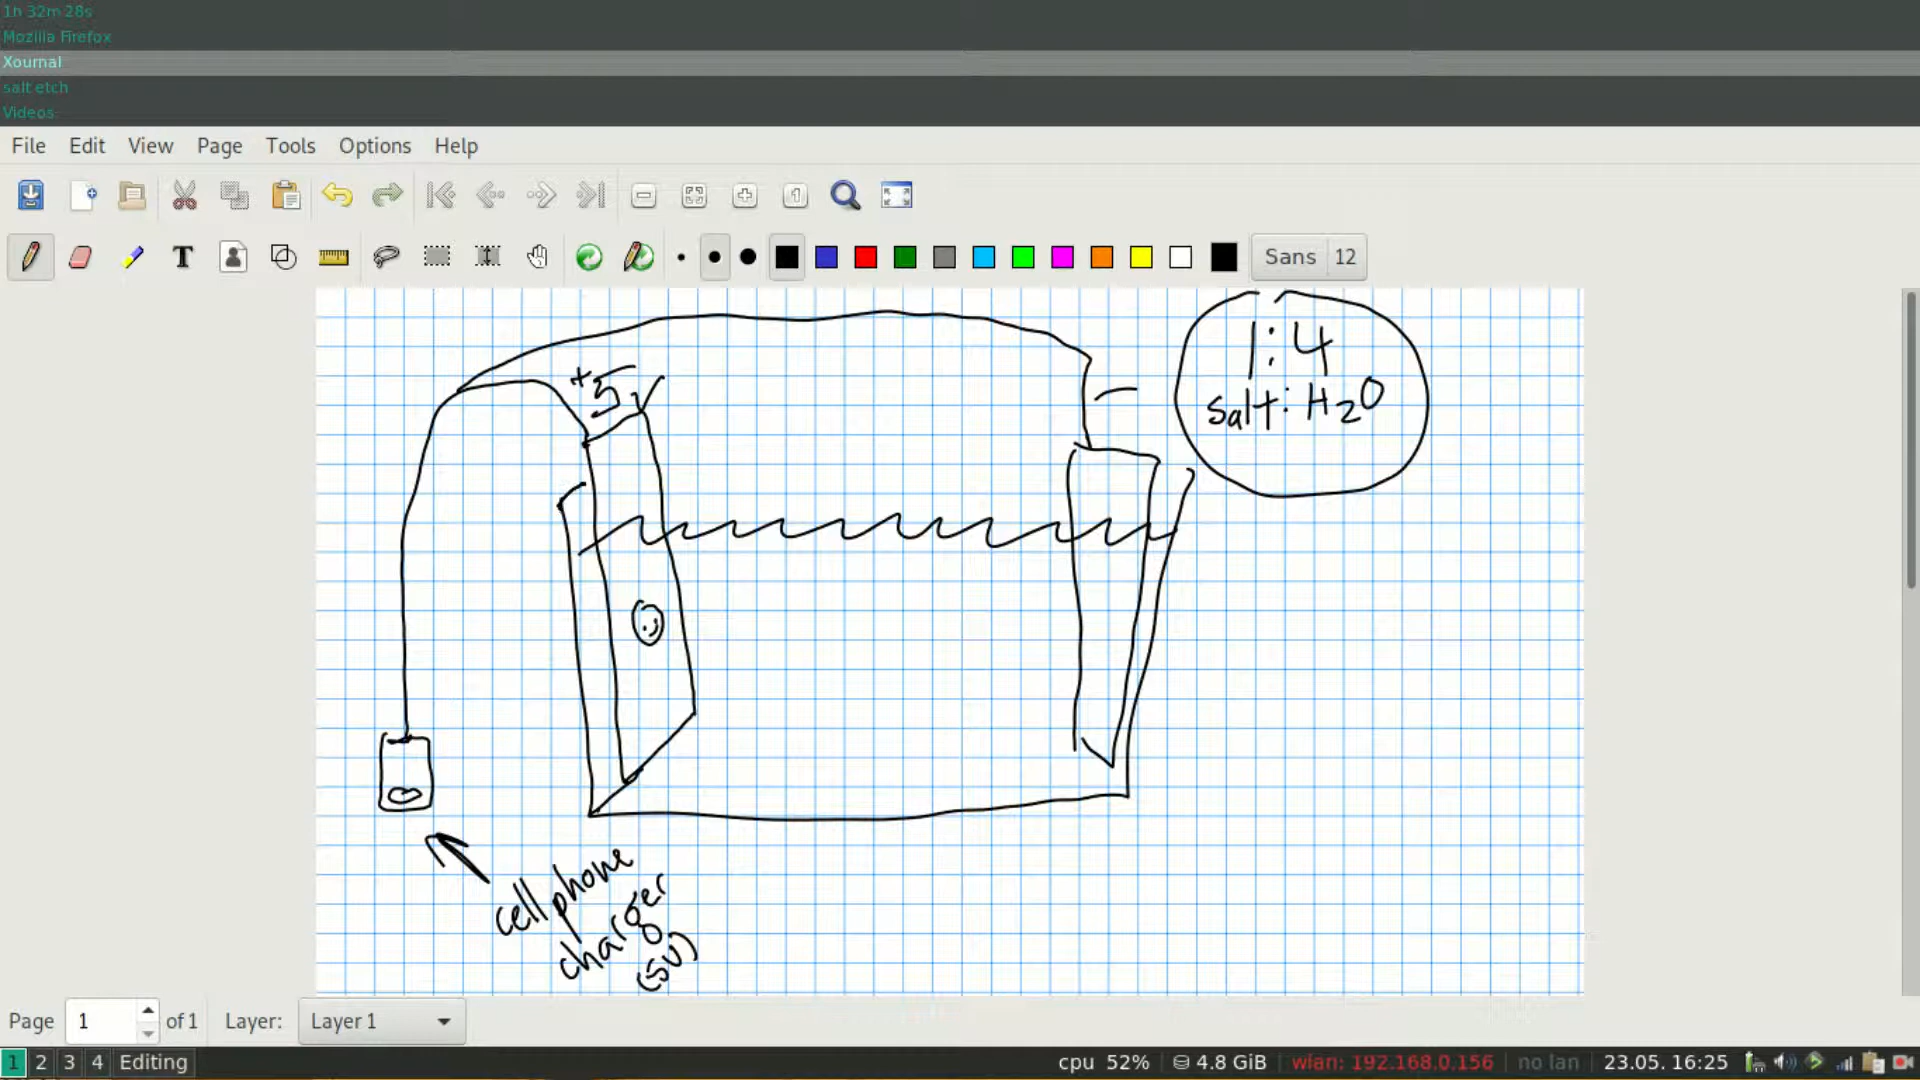 1h 32m 28s
Mozilla Firefox
Xournal
salt etch
Videos
File Edit View Page Tools Options Help
T Sans 12
1:4
salt: H2O
+5v
-
cell phone
charger
(5V)
Page 1 of 1 Layer: Layer 1
1 2 3 4 Editing cpu 52% 4.8 GiB wlan: 192.168.0.156 no lan 23.05. 16:25